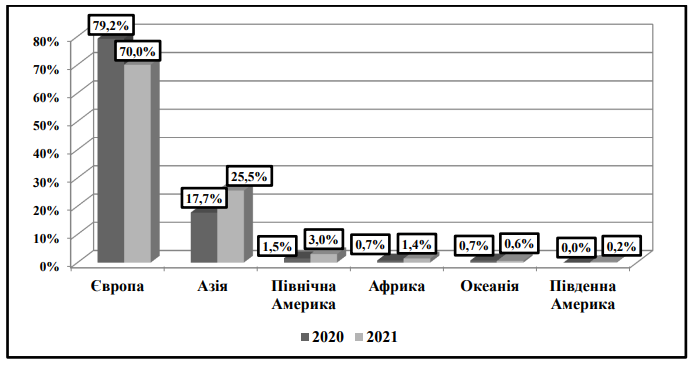 79,2%
80%
70,0%
70%
60%
50%
40%
30%
25,5%
17,7%
20%
10%
1,5%
3,0%
0,7%
1,4%
0,7%
0,6%
0,0%
0,2%
0%
Європа
Азія
Північна
Америка
Африка
Океанія
Південна
Америка
2020
2021